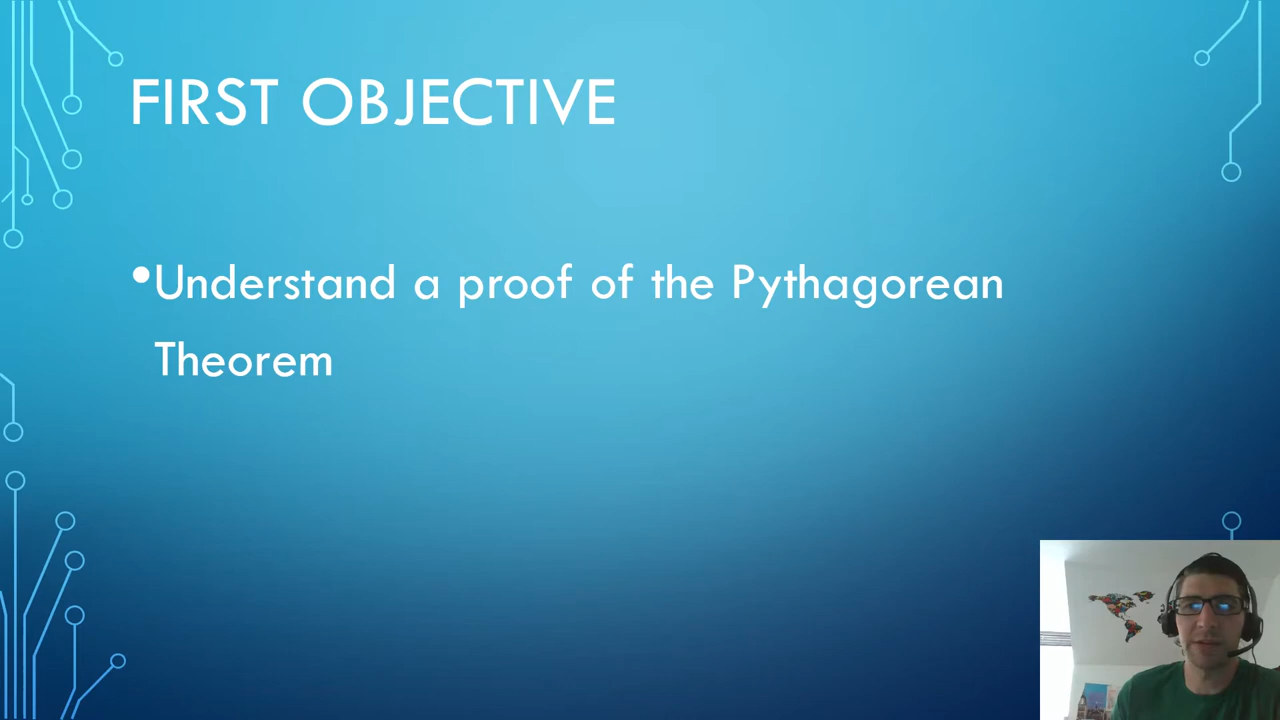 FIRST OBJECTIVE
•Understand a proof of the Pythagorean
Theorem